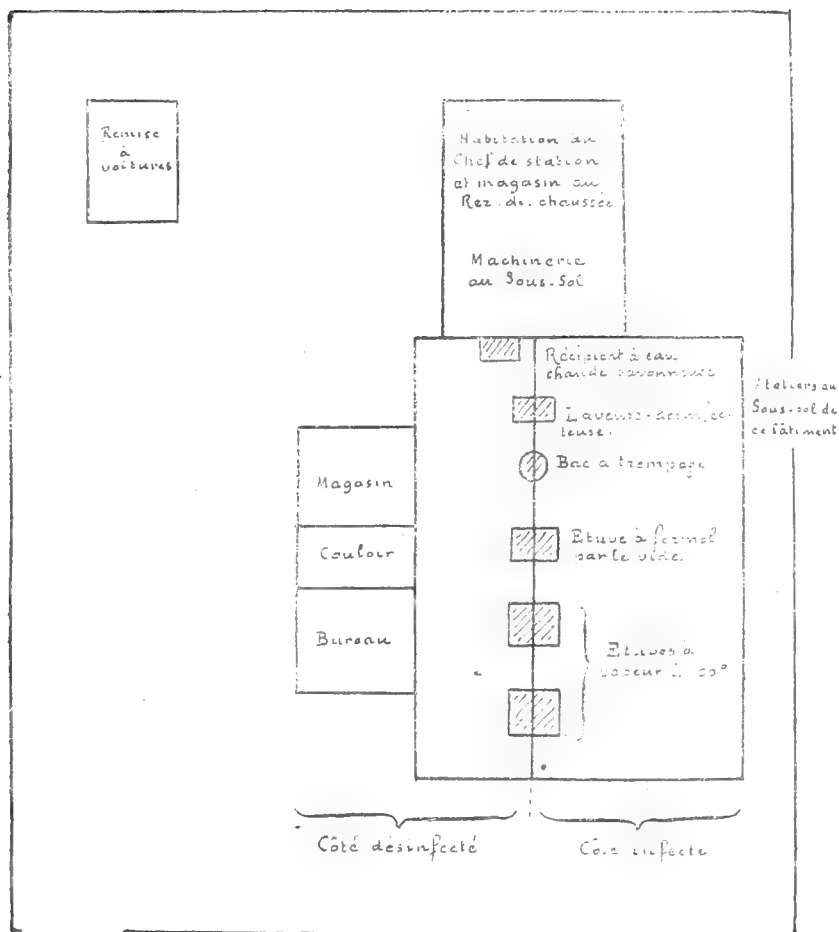 Remise
à
voitures
Habitation du
Chef de station
et magasin au
Rez.de.chaussée
Machinerie
au Sous-Sol
Récipient à eau
chaude savonneuse
Laveuse-desinfec-
teuse.
Bac a trempage
Etuve à formol
par le vide.
Etuves à
vapeur à
Ateliers au
Sous-sol de
ce bâtiment
Magasin
Couloir
Bureau
Côté désinfecté
Côté infecté